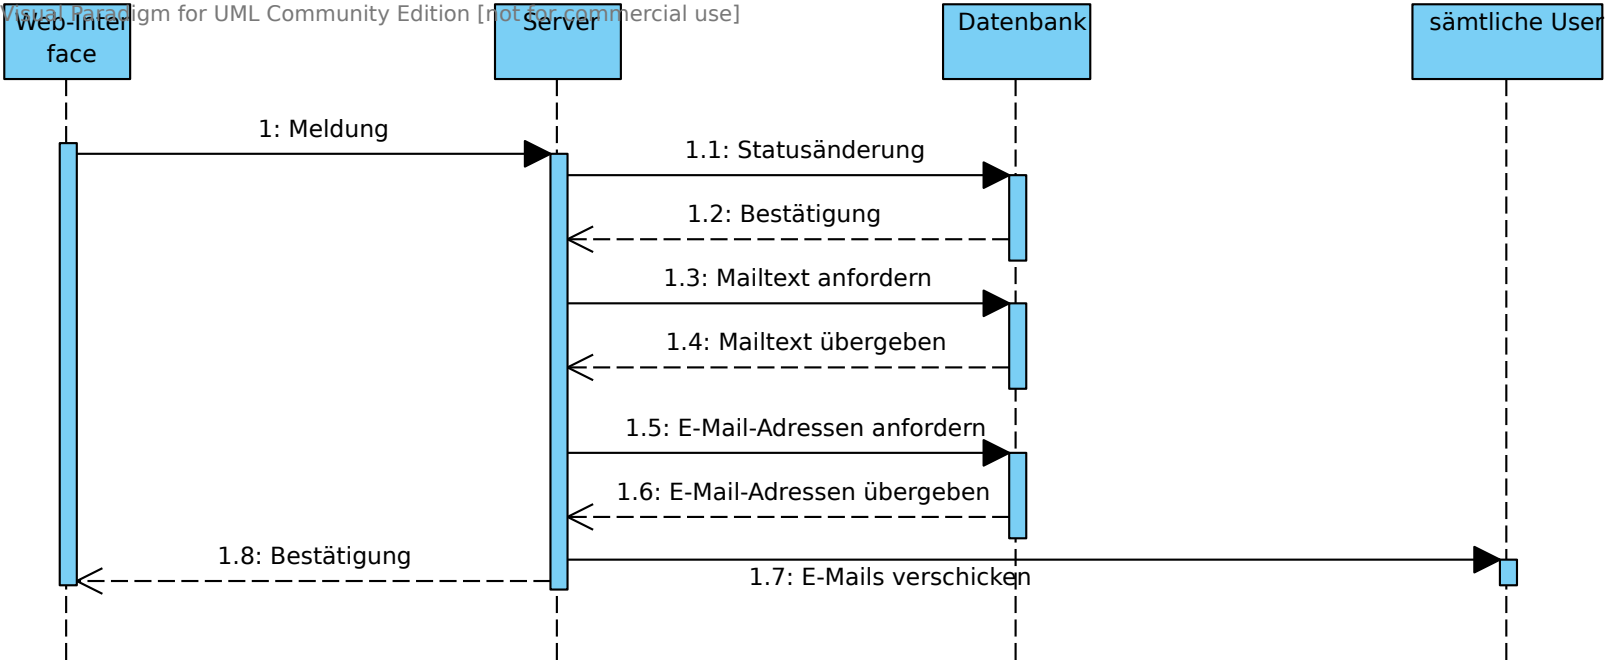 Visual Paradigm for UML Community Edition [not for commercial use]
Web-Inter
face
Server
Datenbank
sämtliche User
1: Meldung
1.1: Statusänderung
1.2: Bestätigung
1.3: Mailtext anfordern
1.4: Mailtext übergeben
1.5: E-Mail-Adressen anfordern
1.6: E-Mail-Adressen übergeben
1.8: Bestätigung
1.7: E-Mails verschicken